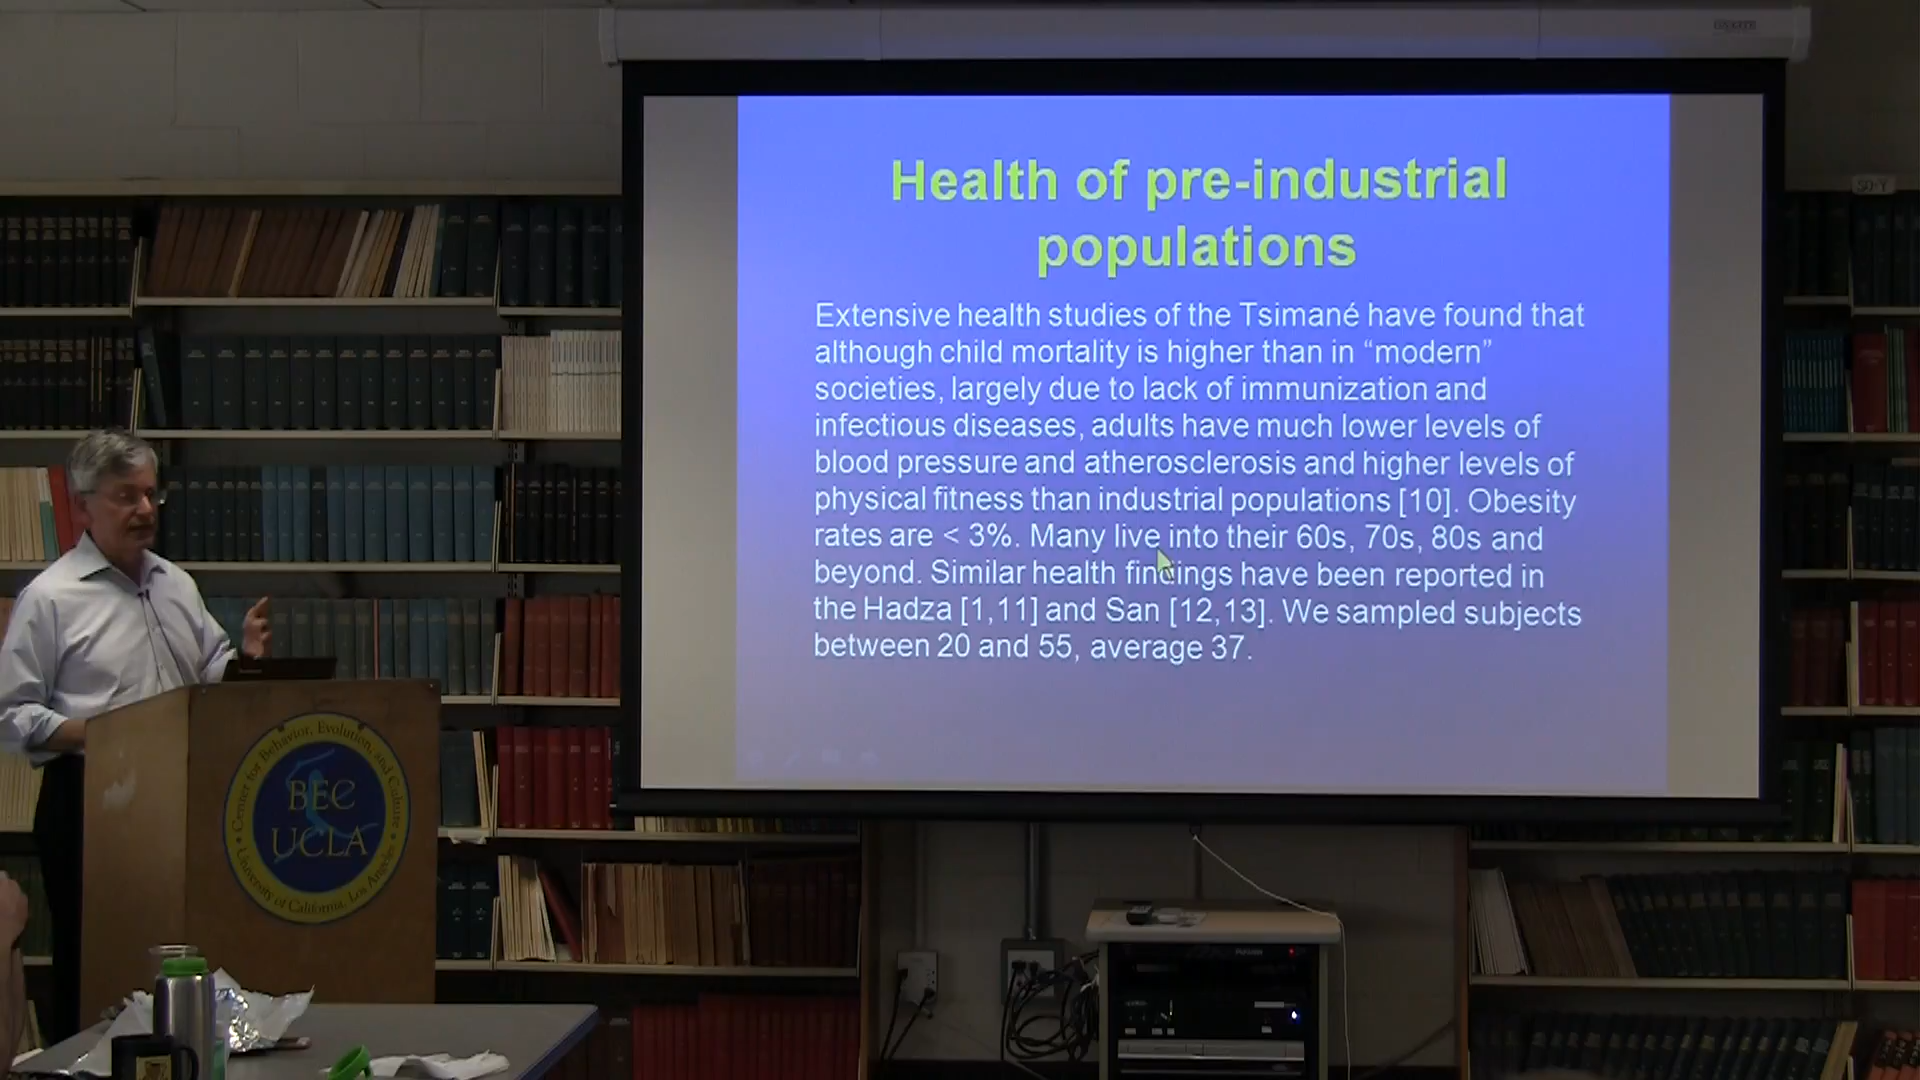 Health of pre-industrial
populations
Extensive health studies of the Tsimané have found that
although child mortality is higher than in “modern”
societies, largely due to lack of immunization and
infectious diseases, adults have much lower levels of
blood pressure and atherosclerosis and higher levels of
physical fitness than industrial populations [10]. Obesity
rates are < 3%. Many live into their 60s, 70s, 80s and
beyond. Similar health findings have been reported in
the Hadza [1,11] and San [12,13]. We sampled subjects
between 20 and 55, average 37.
Center for Behavior, Evolution, and Culture
BEC
UCLA
University of California, Los Angeles